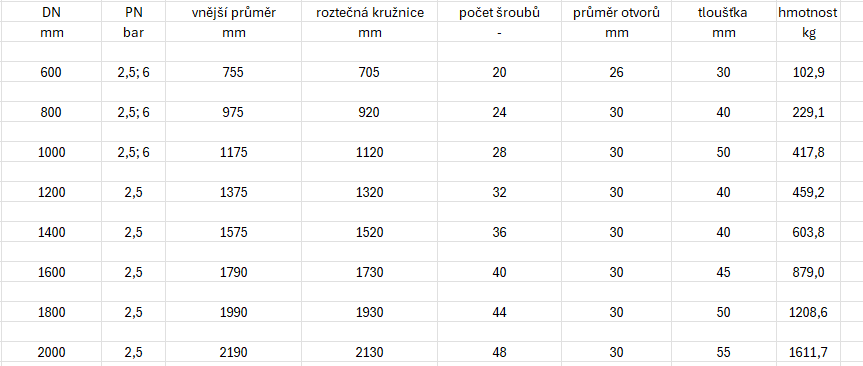 DN PN vnější průměr roztečná kružnice počet šroubů průměr otvorů tloušťka hmotnost
mm bar mm mm - mm mm kg
600 2,5; 6 755 705 20 26 30 102,9
800 2,5; 6 975 920 24 30 40 229,1
1000 2,5; 6 1175 1120 28 30 50 417,8
1200 2,5 1375 1320 32 30 40 459,2
1400 2,5 1575 1520 36 30 40 603,8
1600 2,5 1790 1730 40 30 45 879,0
1800 2,5 1990 1930 44 30 50 1208,6
2000 2,5 2190 2130 48 30 55 1611,7